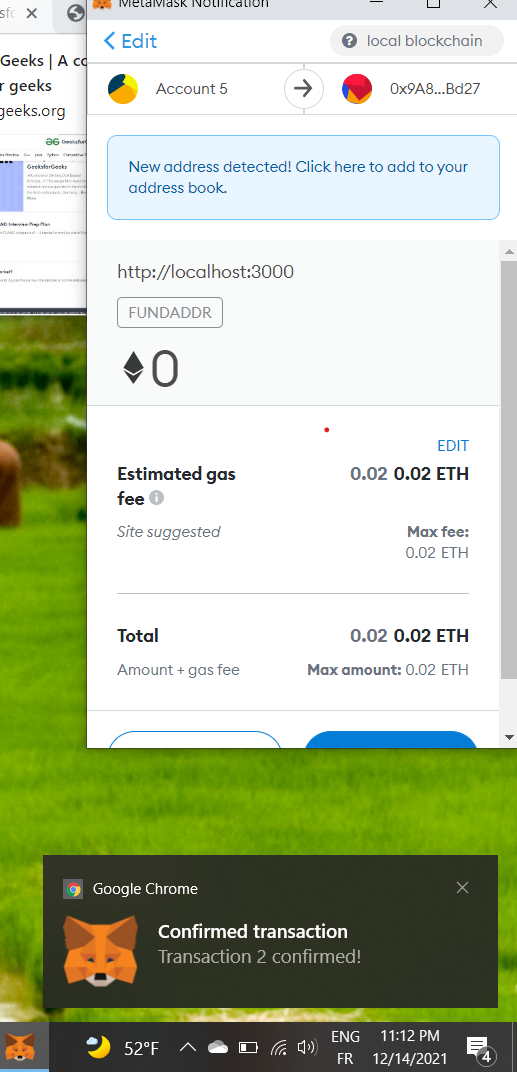 MetaMask Notification
Edit
local blockchain
Account 5
0x9A8...Bd27
Geeks | A co
r geeks
geeks.org
GeeksforGeeks
New address detected! Click here to add to your
address book.
http://localhost:3000
FUNDADDR
0
EDIT
Estimated gas
fee
0.02 0.02 ETH
Site suggested
Max fee:
0.02 ETH
Total
0.02 0.02 ETH
Amount + gas fee
Max amount: 0.02 ETH
Google Chrome
Confirmed transaction
Transaction 2 confirmed!
52°F
ENG
FR
11:12 PM
12/14/2021
4